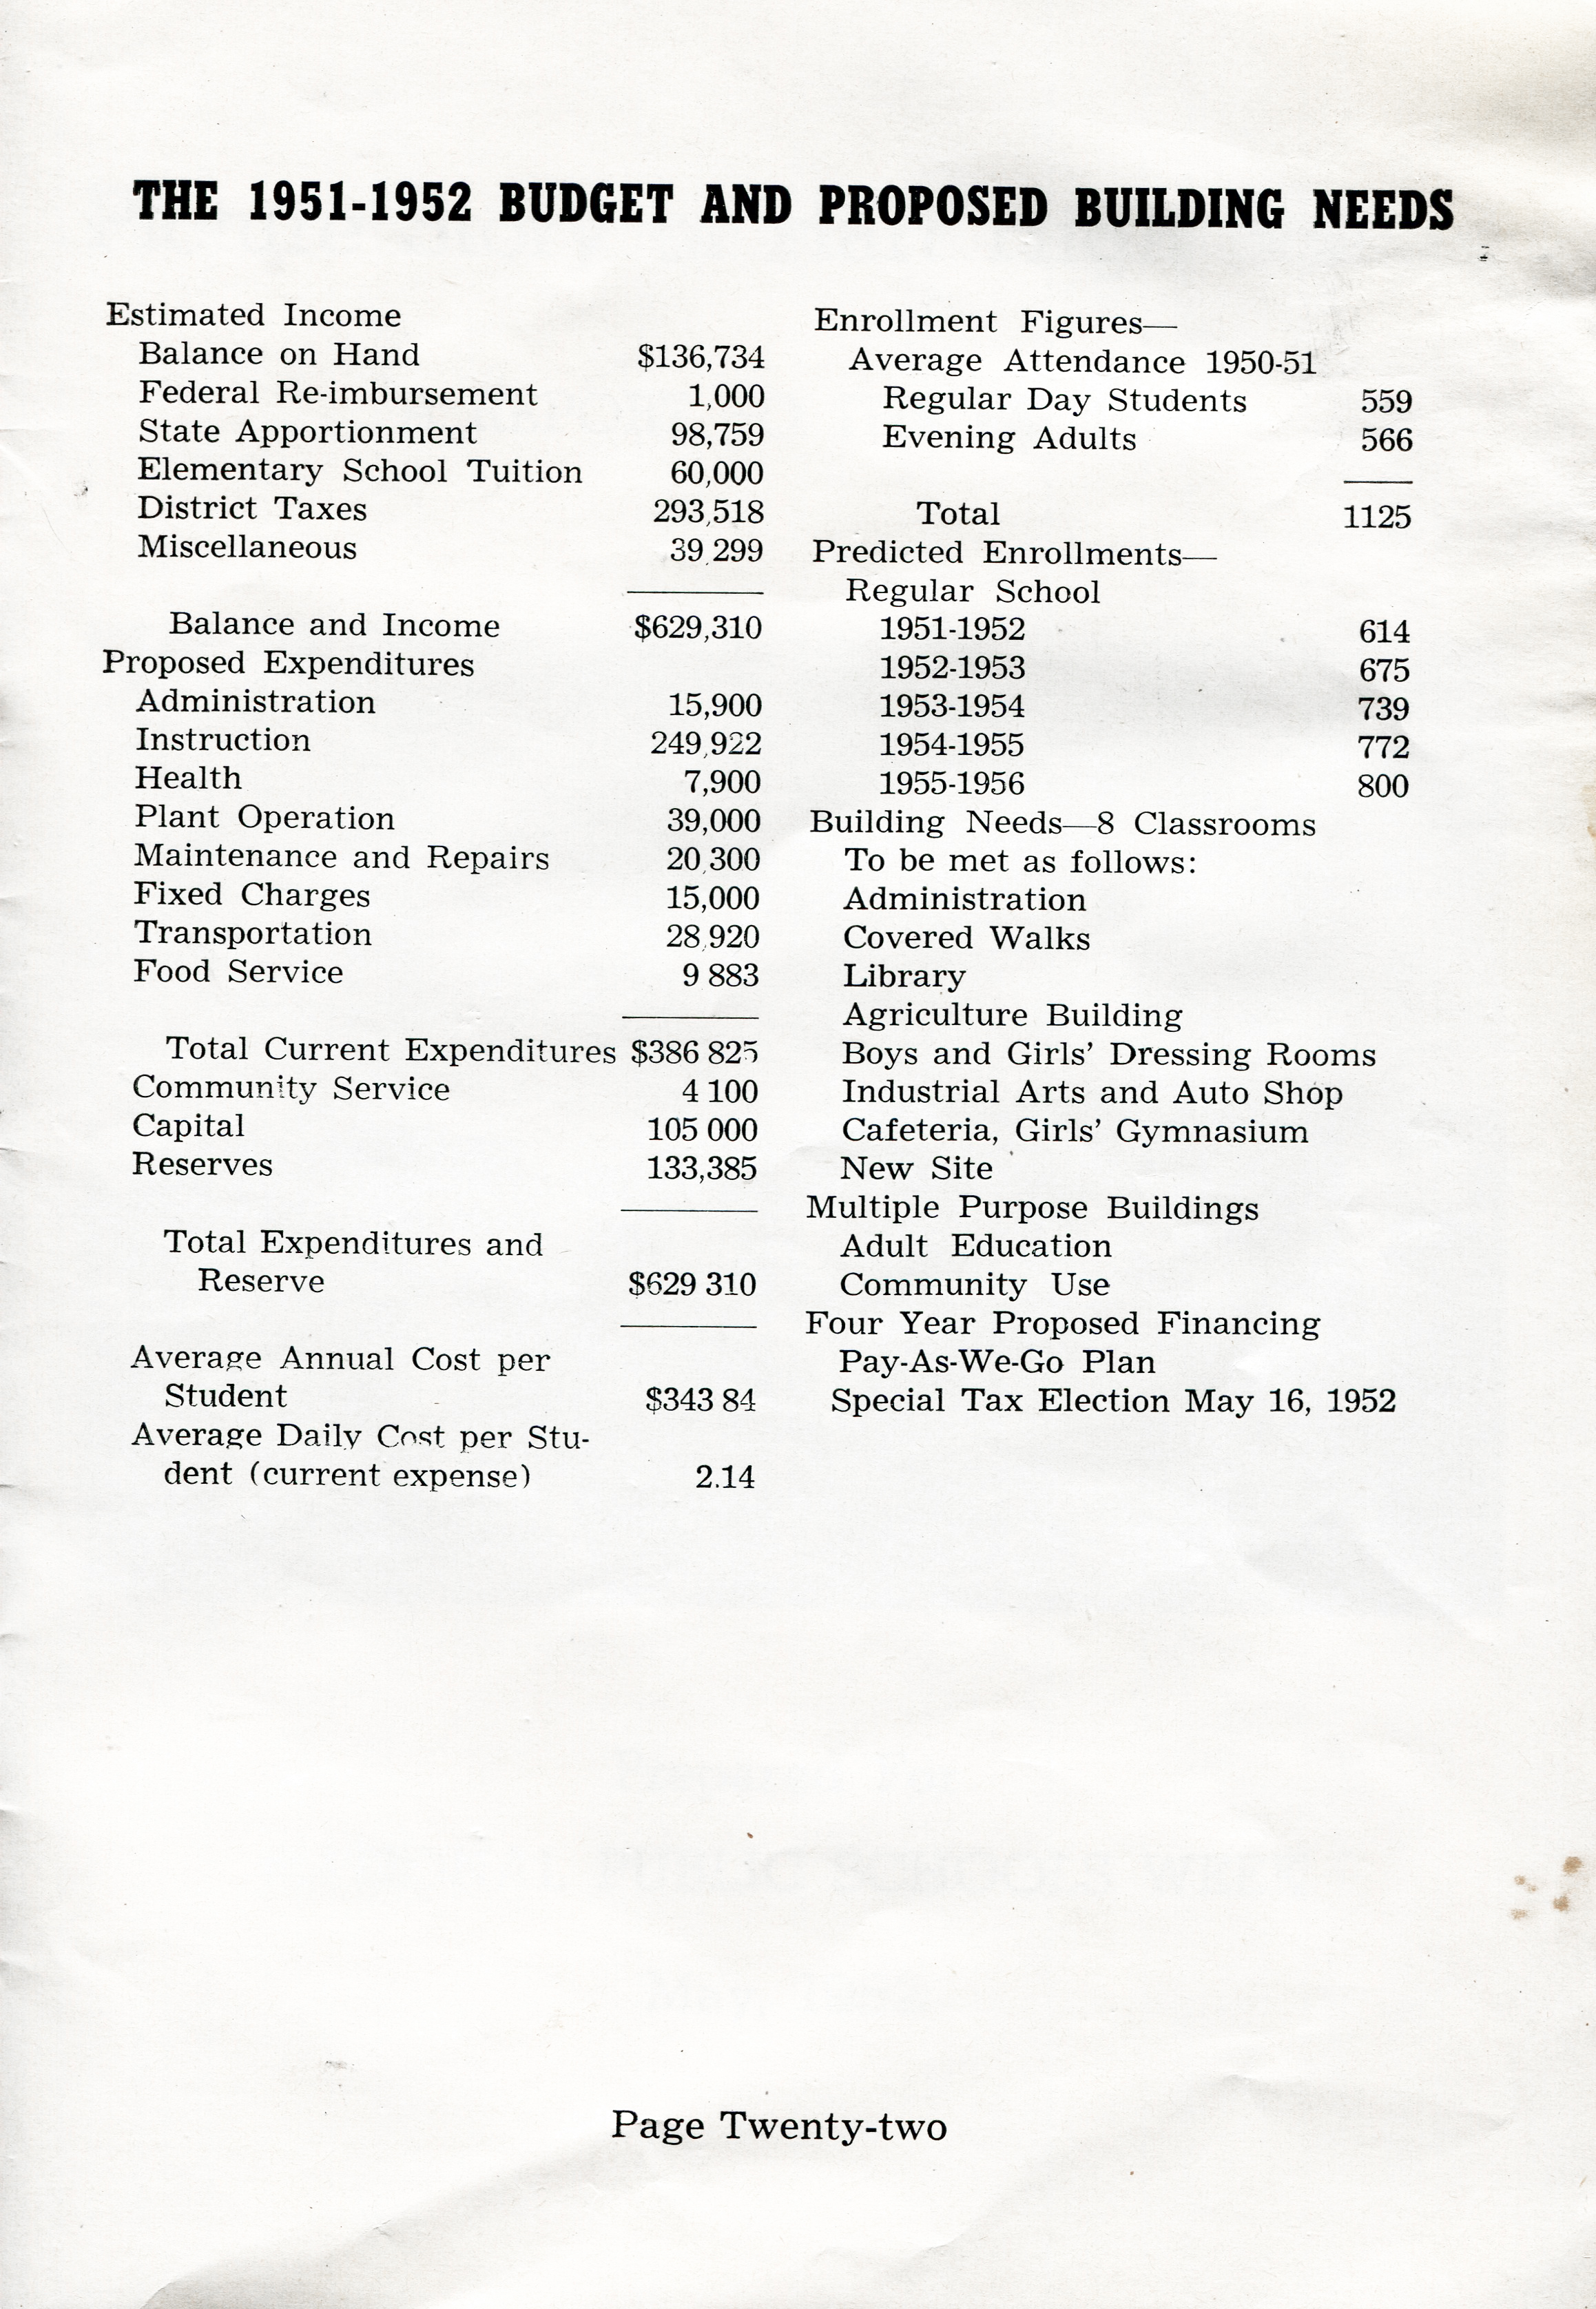 THE 1951-1952 BUDGET AND PROPOSED BUILDING NEEDS
Estimated Income
Balance on Hand $136,734
Federal Re-imbursement 1,000
State Apportionment 98,759
Elementary School Tuition 60,000
District Taxes 293,518
Miscellaneous 39,299
Balance and Income $629,310
Proposed Expenditures
Administration 15,900
Instruction 249,922
Health 7,900
Plant Operation 39,000
Maintenance and Repairs 20,300
Fixed Charges 15,000
Transportation 28,920
Food Service 9 883
Total Current Expenditures $386 825
Community Service 4 100
Capital 105 000
Reserves 133,385
Total Expenditures and
Reserve $629 310
Average Annual Cost per
Student $343 84
Average Daily Cost per Stu-
dent (current expense) 2.14
Enrollment Figures—
Average Attendance 1950-51
Regular Day Students 559
Evening Adults 566
Total 1125
Predicted Enrollments—
Regular School
1951-1952 614
1952-1953 675
1953-1954 739
1954-1955 772
1955-1956 800
Building Needs—8 Classrooms
To be met as follows:
Administration
Covered Walks
Library
Agriculture Building
Boys and Girls' Dressing Rooms
Industrial Arts and Auto Shop
Cafeteria, Girls' Gymnasium
New Site
Multiple Purpose Buildings
Adult Education
Community Use
Four Year Proposed Financing
Pay-As-We-Go Plan
Special Tax Election May 16, 1952
Page Twenty-two